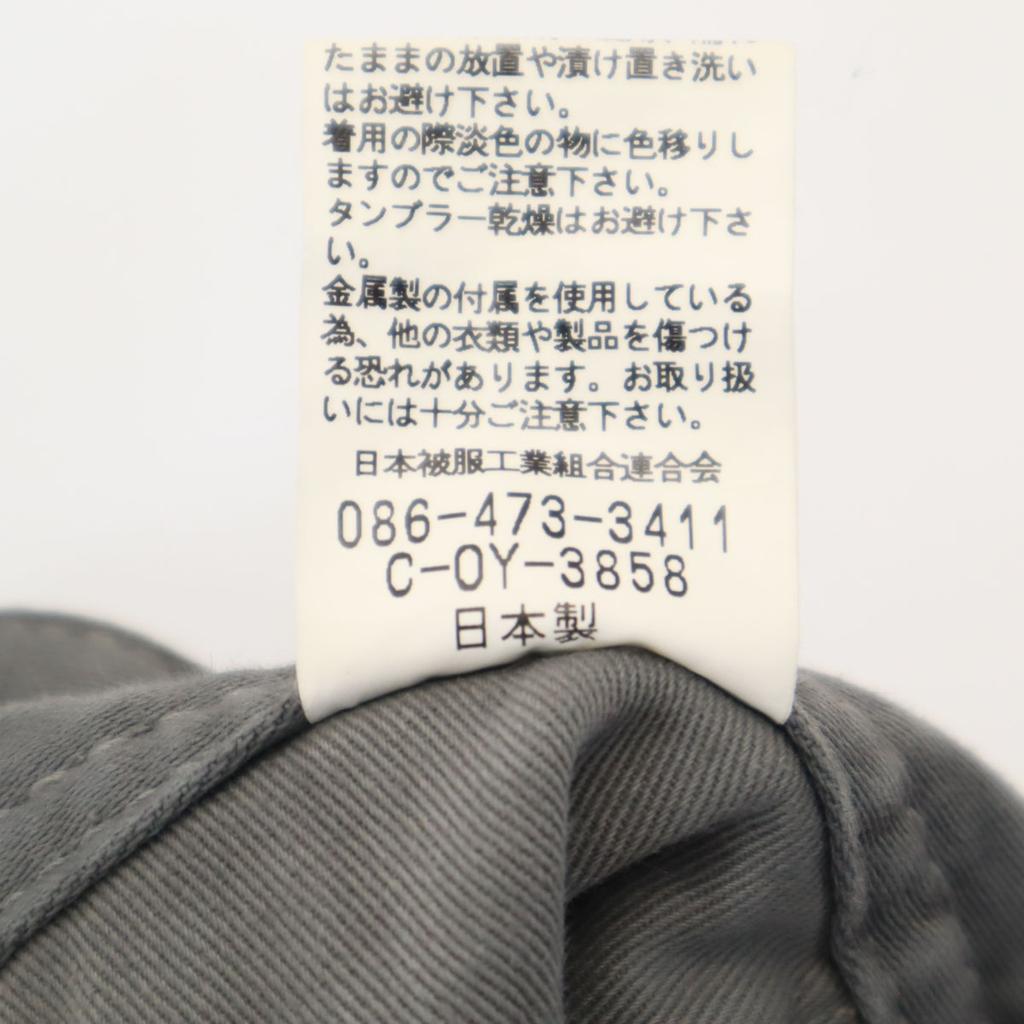 たままの放置や漬け置き洗い
はお避け下さい。
着用の際淡色の物に色移りし
ますのでご注意下さい。
タンブラー乾燥はお避け下さ
い。
金属製の付属を使用している
為、他の衣類や製品を傷つけ
る恐れがあります。お取り扱
いには十分ご注意下さい。
日本被服工業組合連合会
086-473-3411
C-OY-3858
日本製